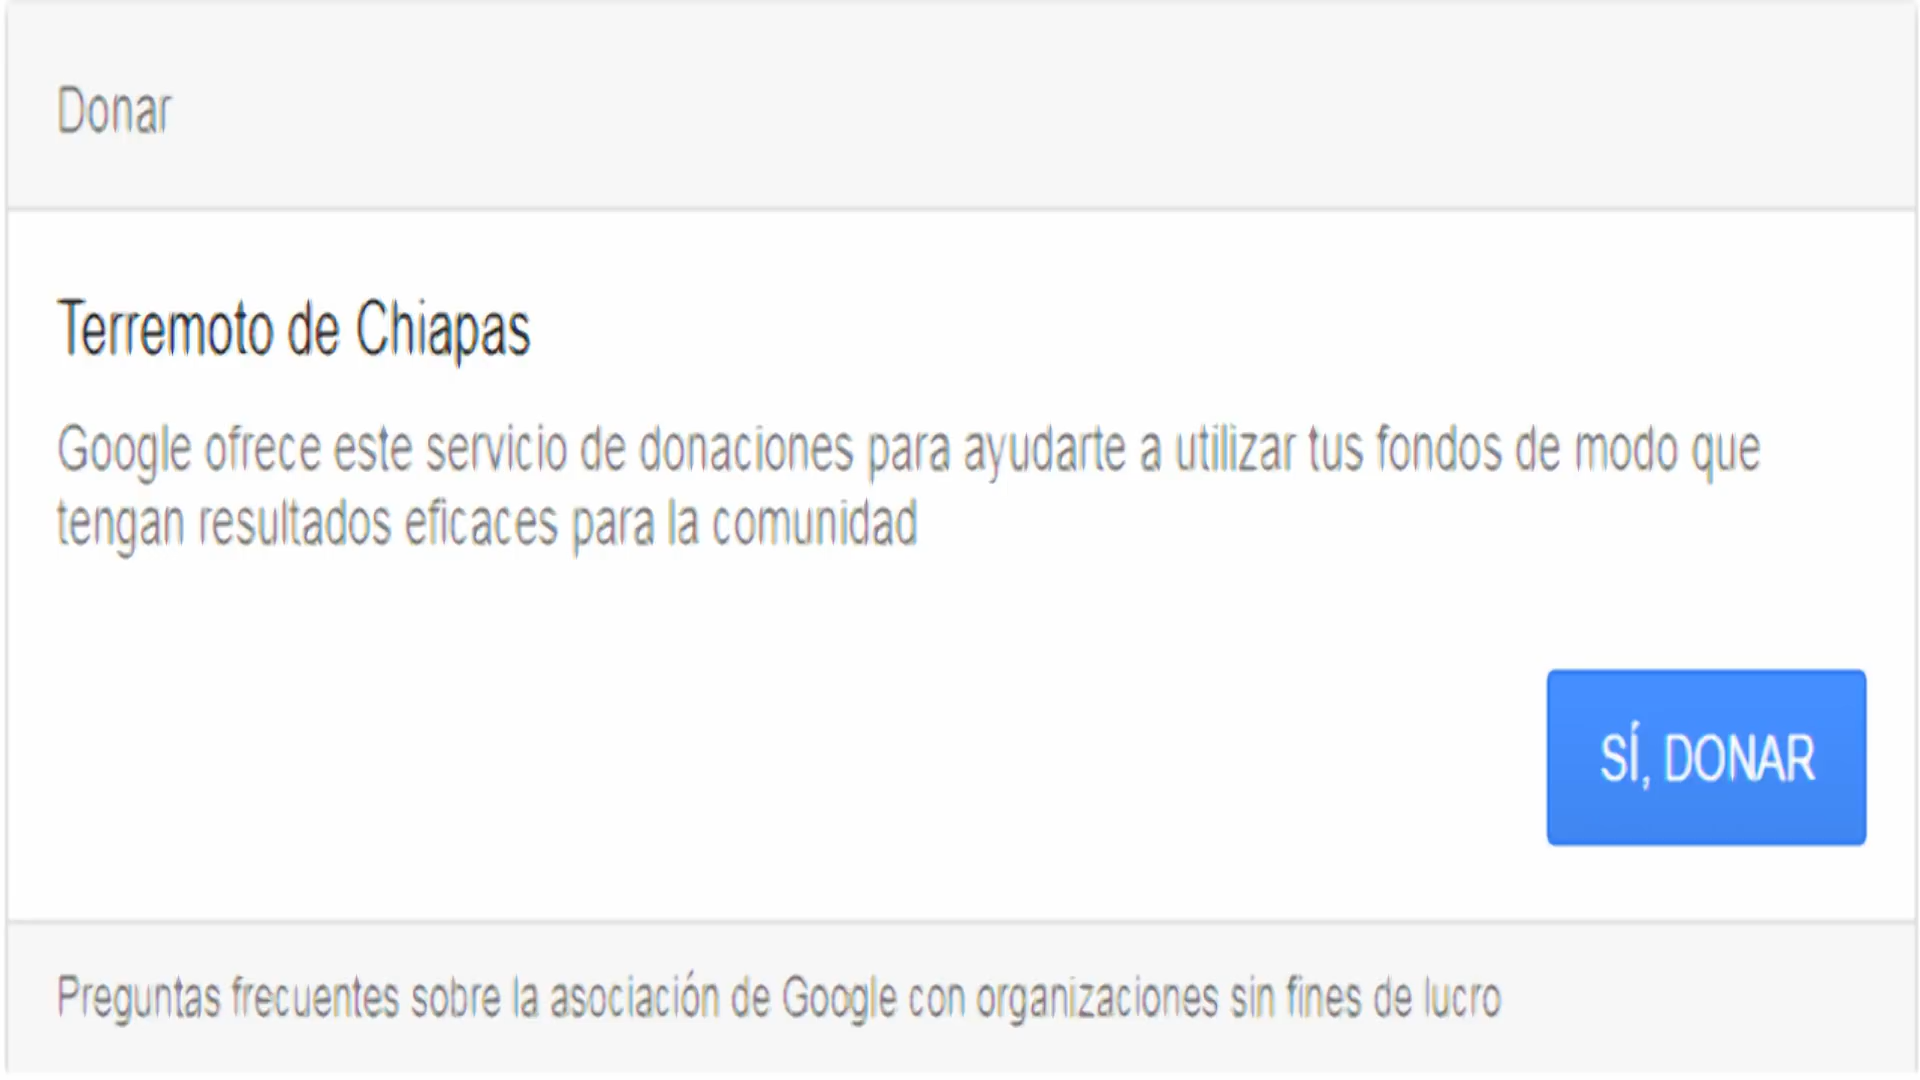 Donar
Terremoto de Chiapas
Google ofrece este servicio de donaciones para ayudarte a utilizar tus fondos de modo que
tengan resultados eficaces para la comunidad
SÍ, DONAR
Preguntas frecuentes sobre la asociación de Google con organizaciones sin fines de lucro